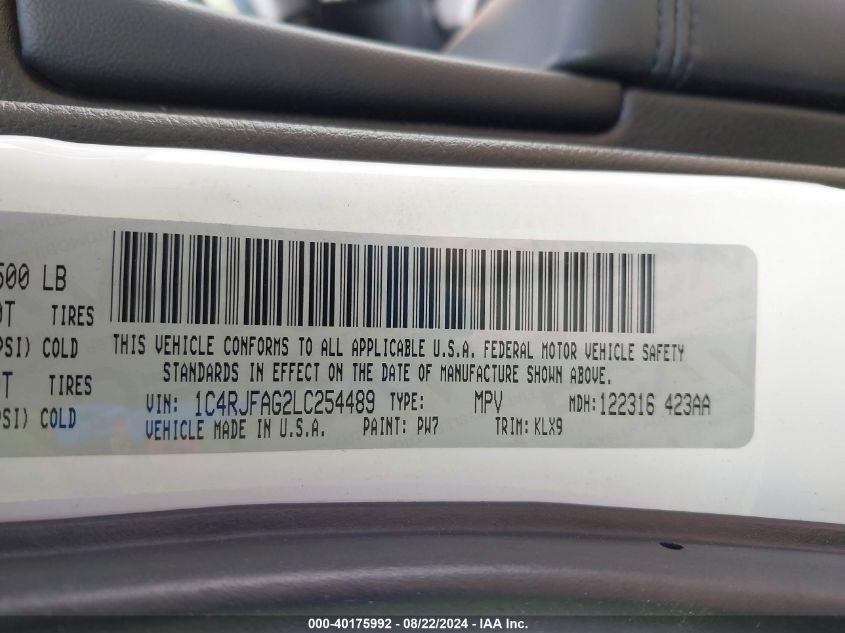 500 LB
TIRES
PSI) COLD
TIRES
PSI) COLD
THIS VEHICLE CONFORMS TO ALL APPLICABLE U.S.A. FEDERAL MOTOR VEHICLE SAFETY
STANDARDS IN EFFECT ON THE DATE OF MANUFACTURE SHOWN ABOVE.
VIN: 1C4RJFAG2LC254489 TYPE: MPV MDH:122316 423AA
VEHICLE MADE IN U.S.A. PAINT: PW7 TRIM: KLX9
000-40175992 - 08/22/2024 - IAA Inc.